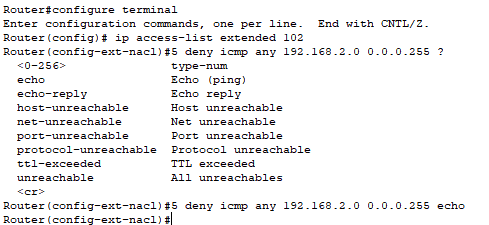 Router#configure terminal
Enter configuration commands, one per line.  End with CNTL/Z.
Router(config)# ip access-list extended 102
Router(config-ext-nacl)#5 deny icmp any 192.168.2.0 0.0.0.255 ?
  <0-256>               type-num
  echo                  Echo (ping)
  echo-reply            Echo reply
  host-unreachable      Host unreachable
  net-unreachable       Net unreachable
  port-unreachable      Port unreachable
  protocol-unreachable  Protocol unreachable
  ttl-exceeded          TTL exceeded
  unreachable           All unreachables
  <cr>
Router(config-ext-nacl)#5 deny icmp any 192.168.2.0 0.0.0.255 echo
Router(config-ext-nacl)#